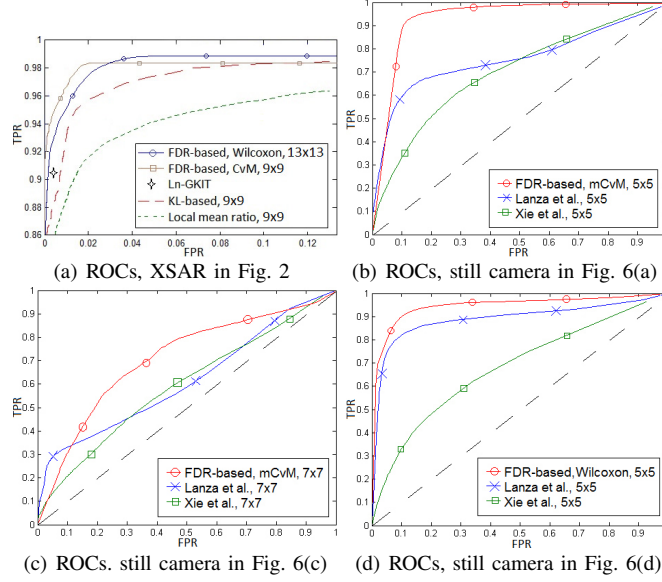 1
0.98
0.96
0.94
0.92
0.9
0.88
0.86
TPR
0
0.02
0.04
0.06
0.08
0.1
0.12
FPR
FDR-based, Wilcoxon, 13x13
FDR-based, CvM, 9x9
Ln-GKIT
KL-based, 9x9
Local mean ratio, 9x9
(a) ROCs, XSAR in Fig. 2
1
0.9
0.8
0.7
0.6
0.5
0.4
0.3
0.2
0.1
0
TPR
0
0.1
0.2
0.3
0.4
0.5
0.6
0.7
0.8
0.9
FPR
FDR-based, mCvM, 5x5
Lanza et al., 5x5
Xie et al., 5x5
(b) ROCs, still camera in Fig. 6(a)
1
0.9
0.8
0.7
0.6
0.5
0.4
0.3
0.2
0.1
0
TPR
0
0.2
0.4
0.6
0.8
1
FPR
FDR-based, mCvM, 7x7
Lanza et al., 7x7
Xie et al., 7x7
(c) ROCs. still camera in Fig. 6(c)
1
0.9
0.8
0.7
0.6
0.5
0.4
0.3
0.2
0.1
0
TPR
0
0.1
0.2
0.3
0.4
0.5
0.6
0.7
0.8
0.9
FPR
FDR-based,Wilcoxon, 5x5
Lanza et al., 5x5
Xie et al., 5x5
(d) ROCs, still camera in Fig. 6(d)